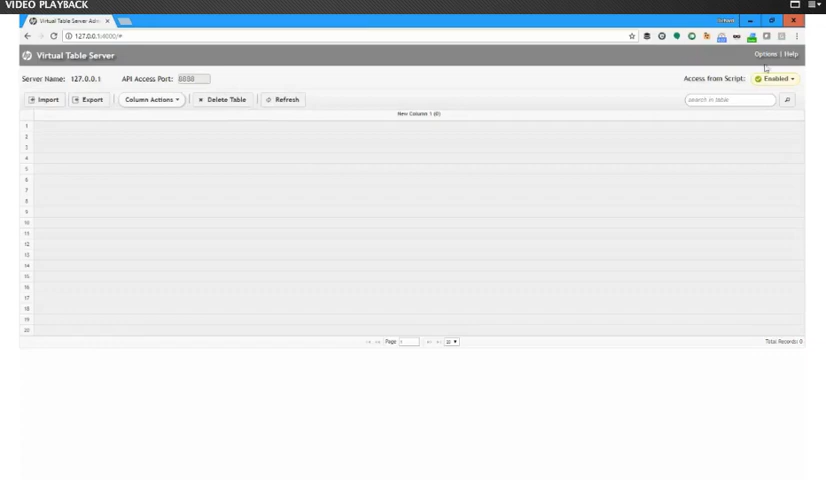 VIDEO PLAYBACK
Virtual Table Server Adm
127.0.0.1:4000/#
Virtual Table Server
Options | Help
Server Name: 127.0.0.1 API Access Port: 8888 Access from Script: Enabled
Import Export Column Actions Delete Table Refresh search in table
New Column 1 (0)
1
2
3
4
5
6
7
8
9
10
11
12
13
14
15
16
17
18
19
20
Page 1 20 Total Records: 0